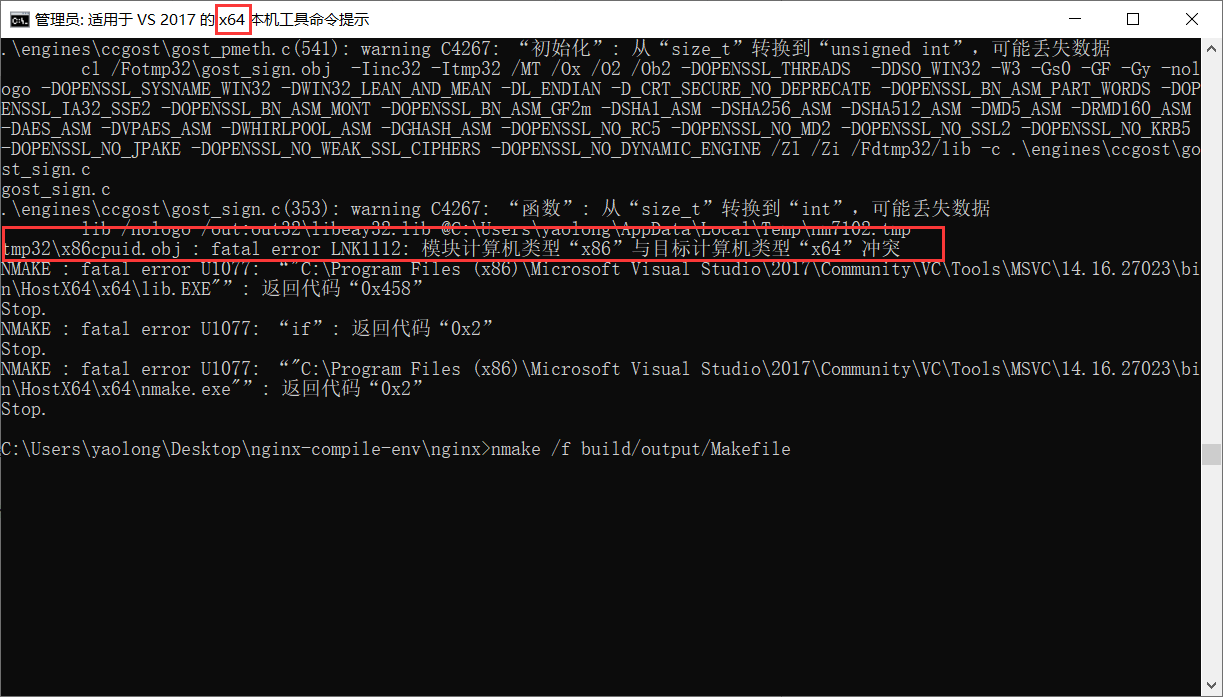 管理员: 适用于 VS 2017 的 x64 本机工具命令提示
.\engines\ccgost\gost_pmeth.c(541): warning C4267: “初始化”: 从“size_t”转换到“unsigned int”，可能丢失数据
cl /Fotmp32\gost_sign.obj -Iinc32 -Itmp32 /MT /Ox /O2 /Ob2 -DOPENSSL_THREADS -DDSO_WIN32 -W3 -Gs0 -GF -Gy -nol
ogo -DOPENSSL_SYSNAME_WIN32 -DWIN32_LEAN_AND_MEAN -DL_ENDIAN -D_CRT_SECURE_NO_DEPRECATE -DOPENSSL_BN_ASM_PART_WORDS -DOP
ENSSL_IA32_SSE2 -DOPENSSL_BN_ASM_MONT -DOPENSSL_BN_ASM_GF2m -DSHA1_ASM -DSHA256_ASM -DSHA512_ASM -DMD5_ASM -DRMD160_ASM
-DAES_ASM -DVPAES_ASM -DWHIRLPOOL_ASM -DGHASH_ASM -DOPENSSL_NO_RC5 -DOPENSSL_NO_MD2 -DOPENSSL_NO_SSL2 -DOPENSSL_NO_KRB5
-DOPENSSL_NO_JPAKE -DOPENSSL_NO_WEAK_SSL_CIPHERS -DOPENSSL_NO_DYNAMIC_ENGINE /Zl /Zi /Fdtmp32/lib -c .\engines\ccgost\go
st_sign.c
gost_sign.c
.\engines\ccgost\gost_sign.c(353): warning C4267: “函数”: 从“size_t”转换到“int”，可能丢失数据
lib /nologo /out:out32\libeay32.lib @C:\Users\yaolong\AppData\Local\Temp\nm7102.tmp
tmp32\x86cpuid.obj : fatal error LNK1112: 模块计算机类型“x86”与目标计算机类型“x64”冲突
NMAKE : fatal error U1077: “"C:\Program Files (x86)\Microsoft Visual Studio\2017\Community\VC\Tools\MSVC\14.16.27023\bi
n\HostX64\x64\lib.EXE"”: 返回代码“0x458”
Stop.
NMAKE : fatal error U1077: “if”: 返回代码“0x2”
Stop.
NMAKE : fatal error U1077: “"C:\Program Files (x86)\Microsoft Visual Studio\2017\Community\VC\Tools\MSVC\14.16.27023\bi
n\HostX64\x64\nmake.exe"”: 返回代码“0x2”
Stop.
C:\Users\yaolong\Desktop\nginx-compile-env\nginx>nmake /f build/output/Makefile